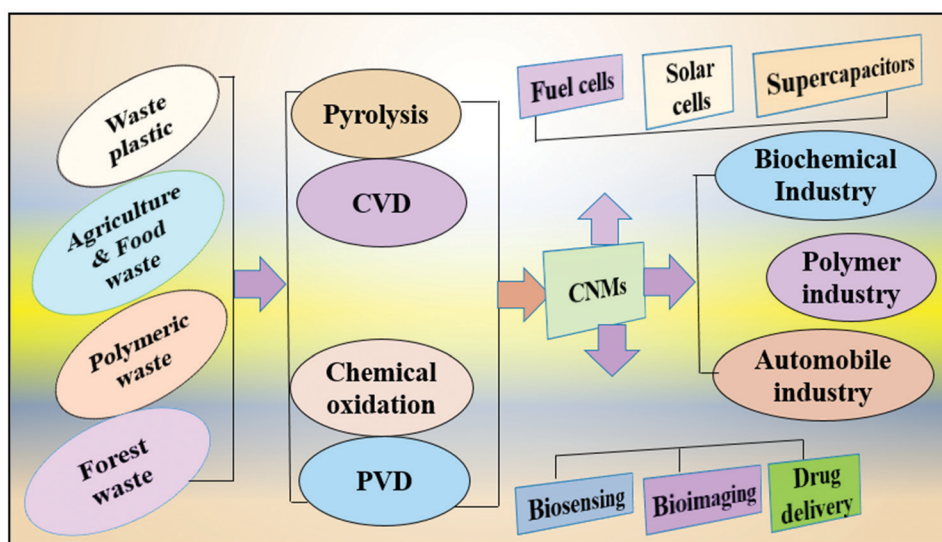 Waste
plastic
Agriculture
& Food
waste
Polymeric
waste
Forest
waste
Pyrolysis
CVD
Chemical
oxidation
PVD
CNMs
Fuel cells
Solar
cells
Supercapacitors
Biochemical
Industry
Polymer
industry
Automobile
industry
Biosensing
Bioimaging
Drug
delivery